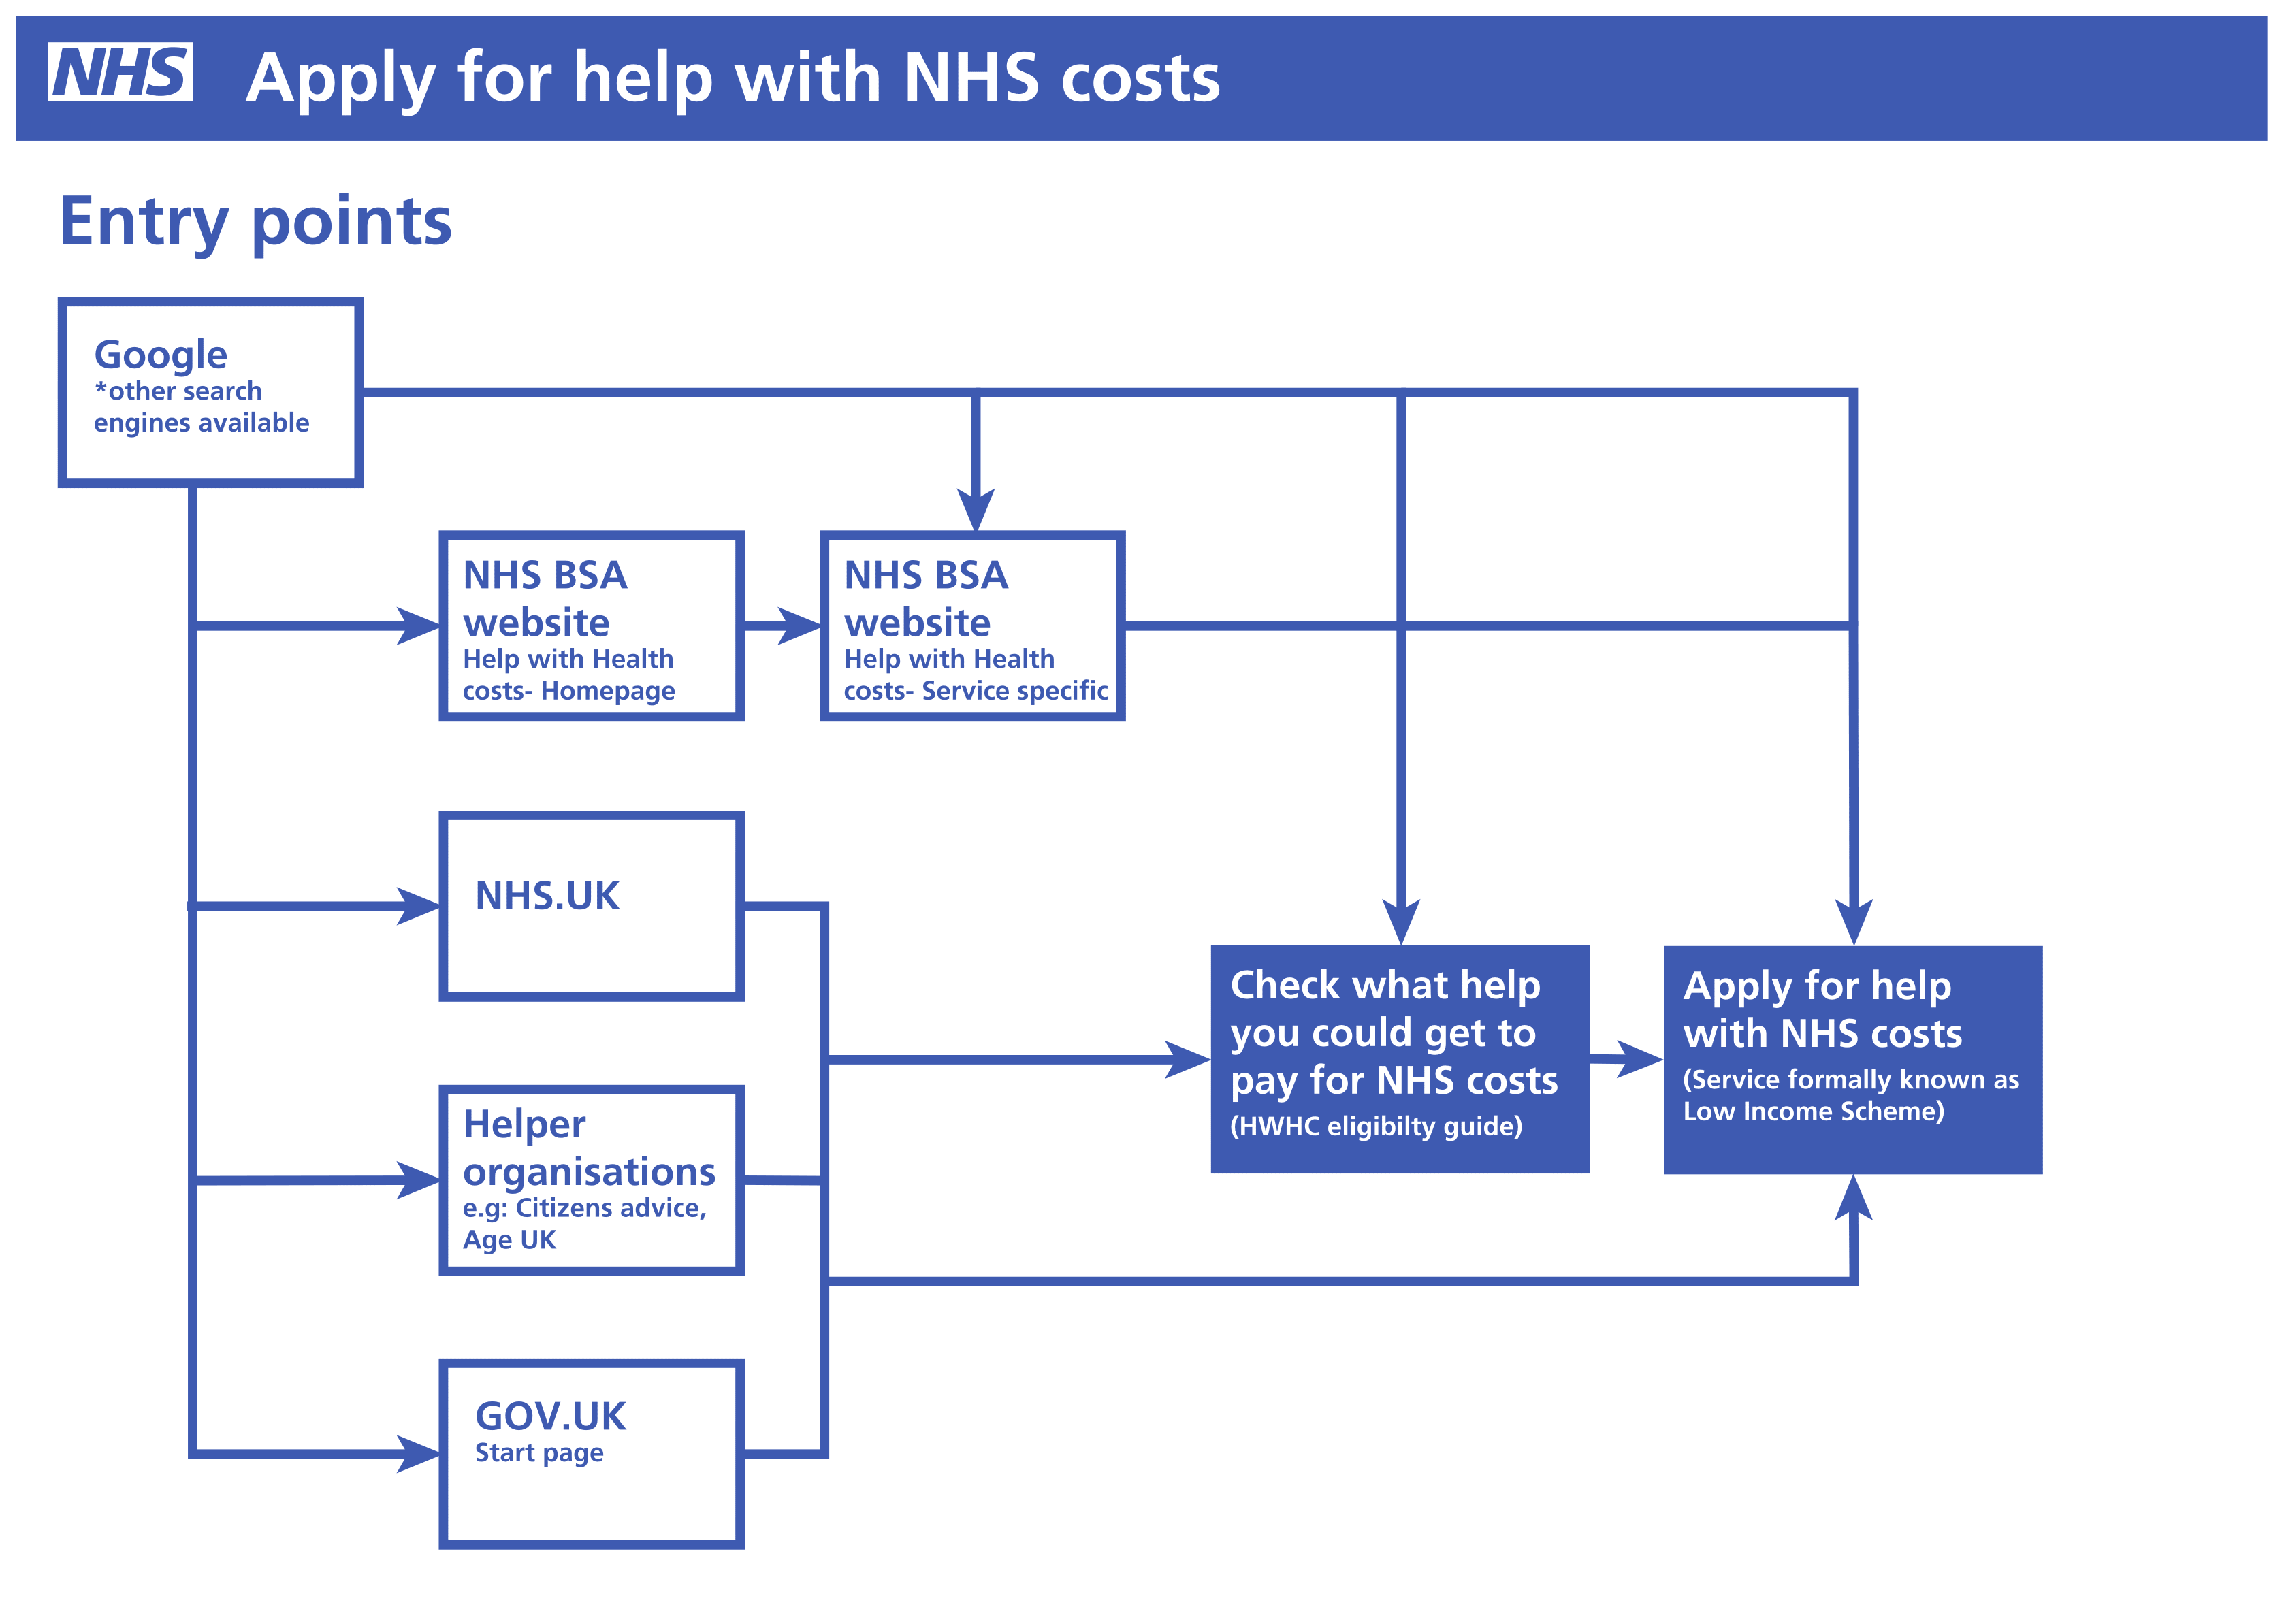 NHS Apply for help with NHS costs
Entry points
Google
*other search
engines available
NHS BSA
website
Help with Health
costs- Homepage
NHS BSA
website
Help with Health
costs- Service specific
NHS.UK
Check what help
you could get to
pay for NHS costs
(HWHC eligibilty guide)
Apply for help
with NHS costs
(Service formally known as
Low Income Scheme)
Helper
organisations
e.g: Citizens advice,
Age UK
GOV.UK
Start page